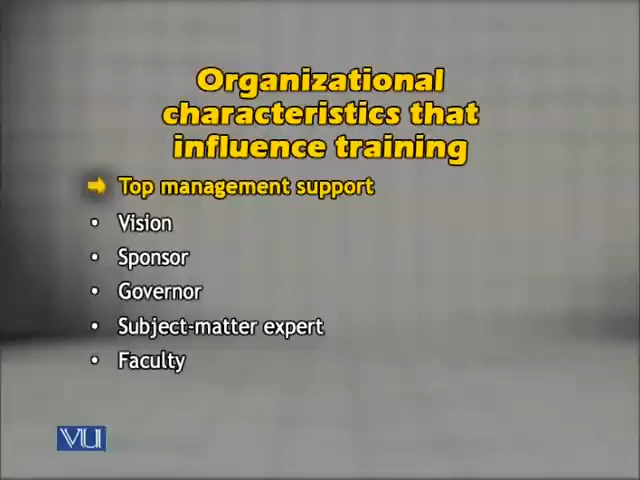 Organizational
characteristics that
influence training
Top management support
• Vision
• Sponsor
• Governor
• Subject-matter expert
• Faculty
VU